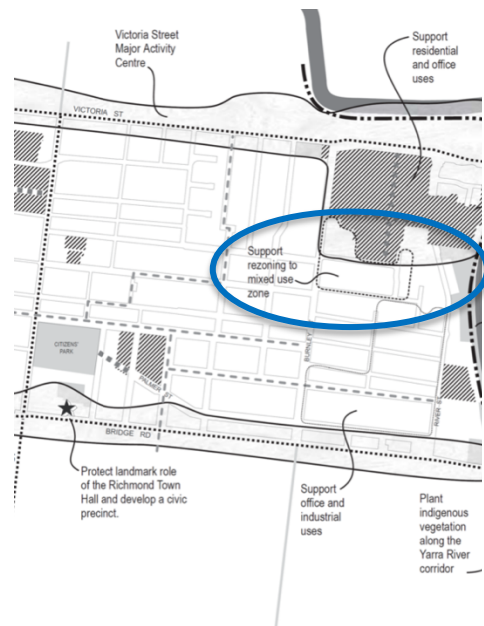 Victoria Street
Major Activity
Centre
Support
residential
and office
uses
VICTORIA ST
Support
rezoning to
mixed use
zone
CITIZENS'
PARK
BURNLEY
PALMER ST
RIVER ST
BRIDGE RD
Protect landmark role
of the Richmond Town
Hall and develop a civic
precinct.
Support
office and
industrial
uses
Plant
indigenous
vegetation
along the
Yarra River
corridor